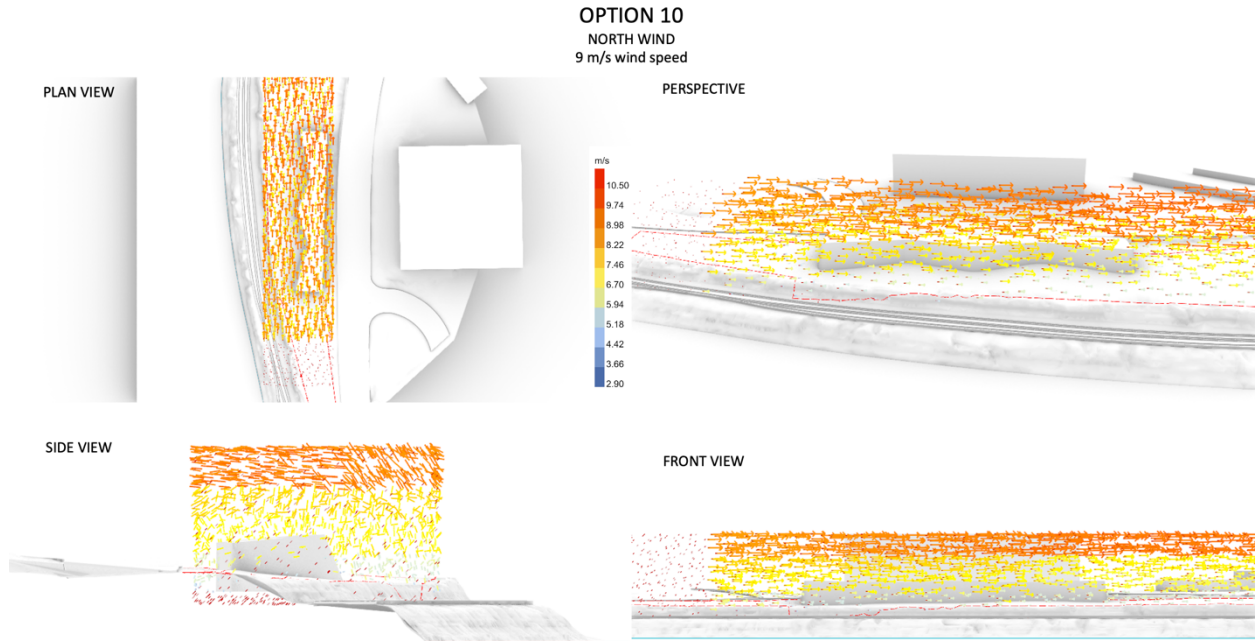 OPTION 10
NORTH WIND
9 m/s wind speed
PLAN VIEW
PERSPECTIVE
m/s
10.50
9.74
8.98
8.22
7.46
6.70
5.94
5.18
4.42
3.66
2.90
SIDE VIEW
FRONT VIEW